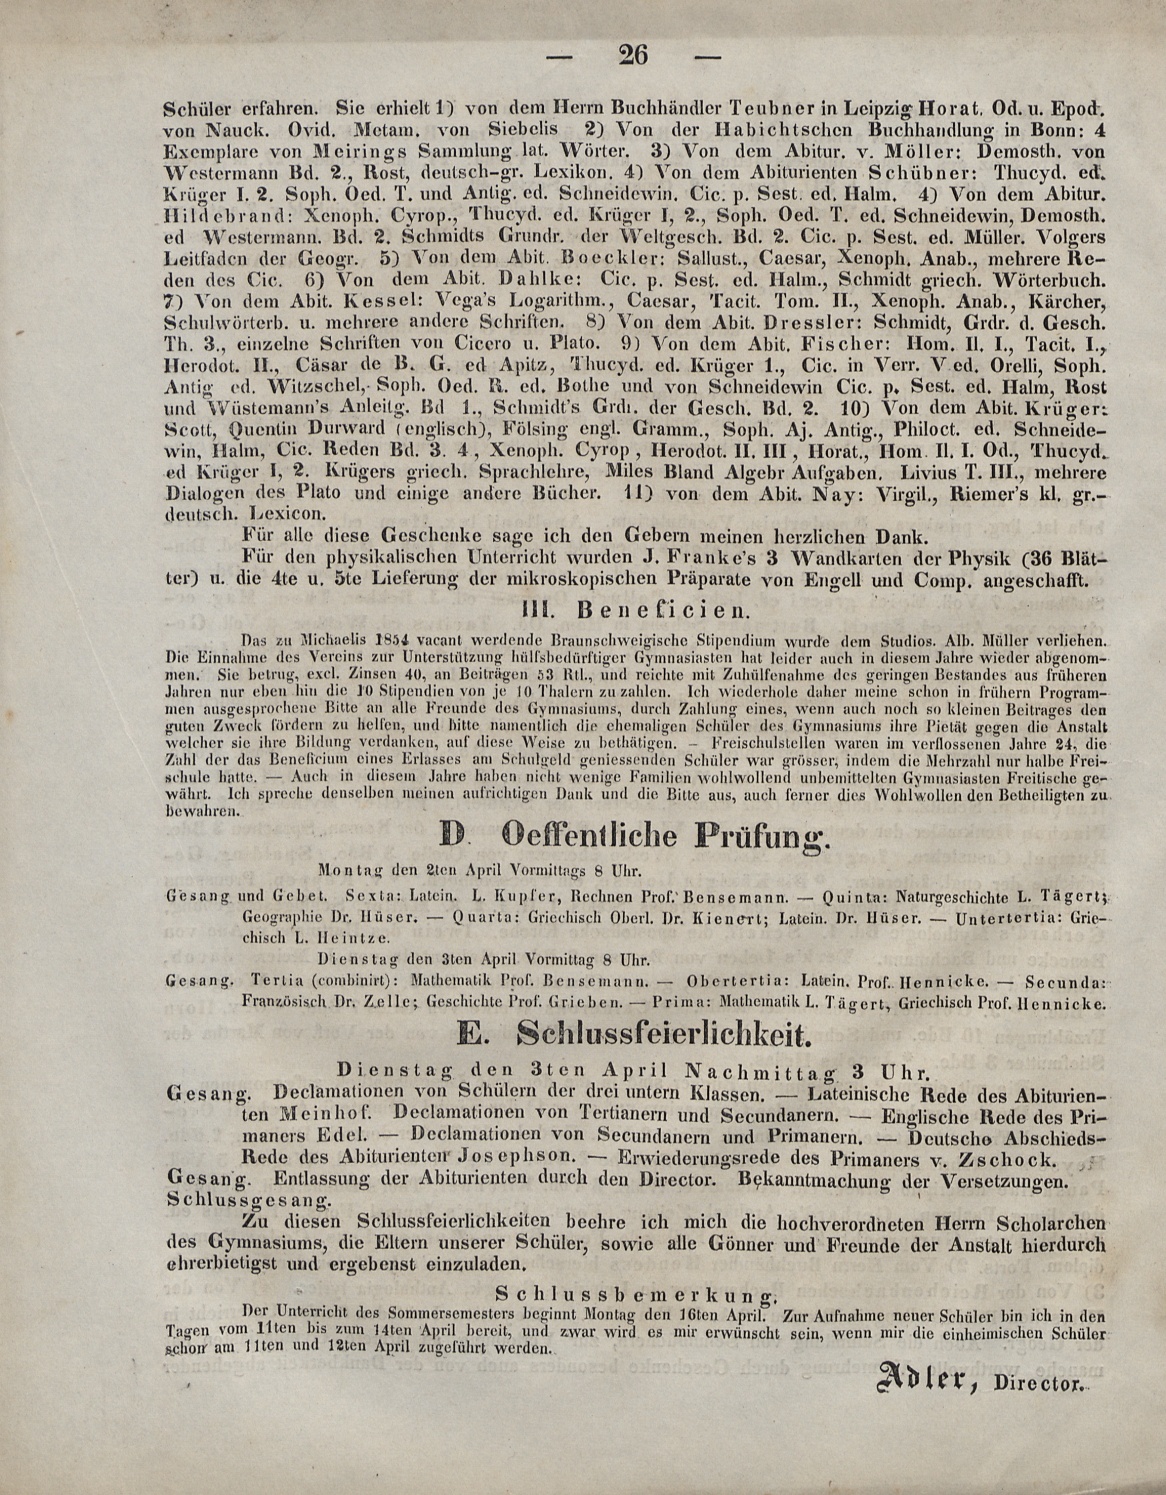 — 26 —
Schüler erfahren. Sie erhielt 1) von dem Herrn Buchhändler Teubner in Leipzig Horat. Od. u. Epod.
von Nauck. Ovid. Metam. von Siebelis 2) Von der Habichtschen Buchhandlung in Bonn: 4
Exemplare von Meirings Sammlung lat. Wörter. 3) Von dem Abitur. v. Möller: Demosth. von
Westermann Bd. 2., Rost, deutsch-gr. Lexikon. 4) Von dem Abiturienten Schübner: Thucyd. ed.
Krüger I. 2. Soph. Oed. T. und Antig. ed. Schneidewin. Cic. p. Sest. ed. Halm. 4) Von dem Abitur.
Hildebrand: Xenoph. Cyrop., Thucyd. ed. Krüger I, 2., Soph. Oed. T. ed. Schneidewin, Demosth.
ed Westermann. Bd. 2. Schmidts Grundr. der Weltgesch. Bd. 2. Cic. p. Sest. ed. Müller. Volgers
Leitfaden der Geogr. 5) Von dem Abit. Boeckler: Sallust., Caesar, Xenoph. Anab., mehrere Re-
den des Cic. 6) Von dem Abit. Dahlke: Cic. p. Sest. ed. Halm., Schmidt griech. Wörterbuch.
7) Von dem Abit. Kessel: Vega's Logarithm., Caesar, Tacit. Tom. II., Xenoph. Anab., Kärcher,
Schulwörterb. u. mehrere andere Schriften. 8) Von dem Abit. Dressler: Schmidt, Grdr. d. Gesch.
Th. 3., einzelne Schriften von Cicero u. Plato. 9) Von dem Abit. Fischer: Hom. Il. I., Tacit. I.,
Herodot. II., Cäsar de B. G. ed Apitz, Thucyd. ed. Krüger 1., Cic. in Verr. V ed. Orelli, Soph.
Antig ed. Witzschel, Soph. Oed. R. ed. Bothe und von Schneidewin Cic. p. Sest. ed. Halm, Rost
und Wüstemann's Anleitg. Bd 1., Schmidt's Grdr. der Gesch. Bd. 2. 10) Von dem Abit. Krüger:
Scott, Quentin Durward (englisch), Fölsing engl. Gramm., Soph. Aj. Antig., Philoct. ed. Schneide-
win, Halm, Cic. Reden Bd. 3. 4, Xenoph. Cyrop, Herodot. II. III, Horat., Hom. Il. I. Od., Thucyd.
ed Krüger I, 2. Krügers griech. Sprachlehre, Miles Bland Algebr Aufgaben. Livius T. III., mehrere
Dialogen des Plato und einige andere Bücher. 11) von dem Abit. Nay: Virgil., Riemer's kl. gr.-
deutsch. Lexicon.
Für alle diese Geschenke sage ich den Gebern meinen herzlichen Dank.
Für den physikalischen Unterricht wurden J. Franke's 3 Wandkarten der Physik (36 Blät-
ter) u. die 4te u. 5te Lieferung der mikroskopischen Präparate von Engell und Comp. angeschafft.
III. Beneficien.
Das zu Michaelis 1854 vacant werdende Braunschweigische Stipendium wurde dem Studios. Alb. Müller verliehen.
Die Einnahme des Vereins zur Unterstützung hülfsbedürftiger Gymnasiasten hat leider auch in diesem Jahre wieder abgenom-
men. Sie betrug, excl. Zinsen 40, an Beiträgen 53 Rtl., und reichte mit Zuhülfenahme des geringen Bestandes aus früheren
Jahren nur eben hin die 10 Stipendien von je 10 Thalern zu zahlen. Ich wiederhole daher meine schon in frühern Program-
men ausgesprochene Bitte an alle Freunde des Gymnasiums, durch Zahlung eines, wenn auch noch so kleinen Beitrages den
guten Zweck fördern zu helfen, und bitte namentlich die ehemaligen Schüler des Gymnasiums ihre Pietät gegen die Anstalt
welcher sie ihre Bildung verdanken, auf diese Weise zu bethätigen. – Freischulstellen waren im verflossenen Jahre 24, die
Zahl der das Beneficium eines Erlasses am Schulgeld geniessenden Schüler war grösser, indem die Mehrzahl nur halbe Frei-
schule hatte. — Auch in diesem Jahre haben nicht wenige Familien wohlwollend unbemittelten Gymnasiasten Freitische ge-
währt. Ich spreche denselben meinen aufrichtigen Dank und die Bitte aus, auch ferner dies Wohlwollen den Betheiligten zu
bewahren.
D. Oeffentliche Prüfung.
Montag den 2ten April Vormittags 8 Uhr.
Gesang und Gebet. Sexta: Latein. L. Kupfer, Rechnen Prof. Bensemann. — Quinta: Naturgeschichte L. Tägert;
Geographie Dr. Hüser. — Quarta: Griechisch Oberl. Dr. Kienert; Latein. Dr. Hüser. — Untertertia: Grie-
chisch L. Heintze.
Dienstag den 3ten April Vormittag 8 Uhr.
Gesang. Tertia (combinirt): Mathematik Prof. Bensemann. — Obertertia: Latein. Prof. Hennicke. — Secunda:
Französisch Dr. Zelle; Geschichte Prof. Grieben. — Prima: Mathematik L. Tägert, Griechisch Prof. Hennicke.
E. Schlussfeierlichkeit.
Dienstag den 3ten April Nachmittag 3 Uhr.
Gesang. Declamationen von Schülern der drei untern Klassen. — Lateinische Rede des Abiturien-
ten Meinhof. Declamationen von Tertianern und Secundanern. — Englische Rede des Pri-
maners Edel. — Declamationen von Secundanern und Primanern. — Deutsche Abschieds-
Rede des Abiturienten Josephson. — Erwiederungsrede des Primaners v. Zschock.
Gesang. Entlassung der Abiturienten durch den Director. Bekanntmachung der Versetzungen.
Schlussgesang.
Zu diesen Schlussfeierlichkeiten beehre ich mich die hochverordneten Herrn Scholarchen
des Gymnasiums, die Eltern unserer Schüler, sowie alle Gönner und Freunde der Anstalt hierdurch
ehrerbietigst und ergebenst einzuladen.
Schlussbemerkung.
Der Unterricht des Sommersemesters beginnt Montag den 16ten April. Zur Aufnahme neuer Schüler bin ich in den
Tagen vom 11ten bis zum 14ten April bereit, und zwar wird es mir erwünscht sein, wenn mir die einheimischen Schüler
schon am 11ten und 12ten April zugeführt werden.
Adler, Director.